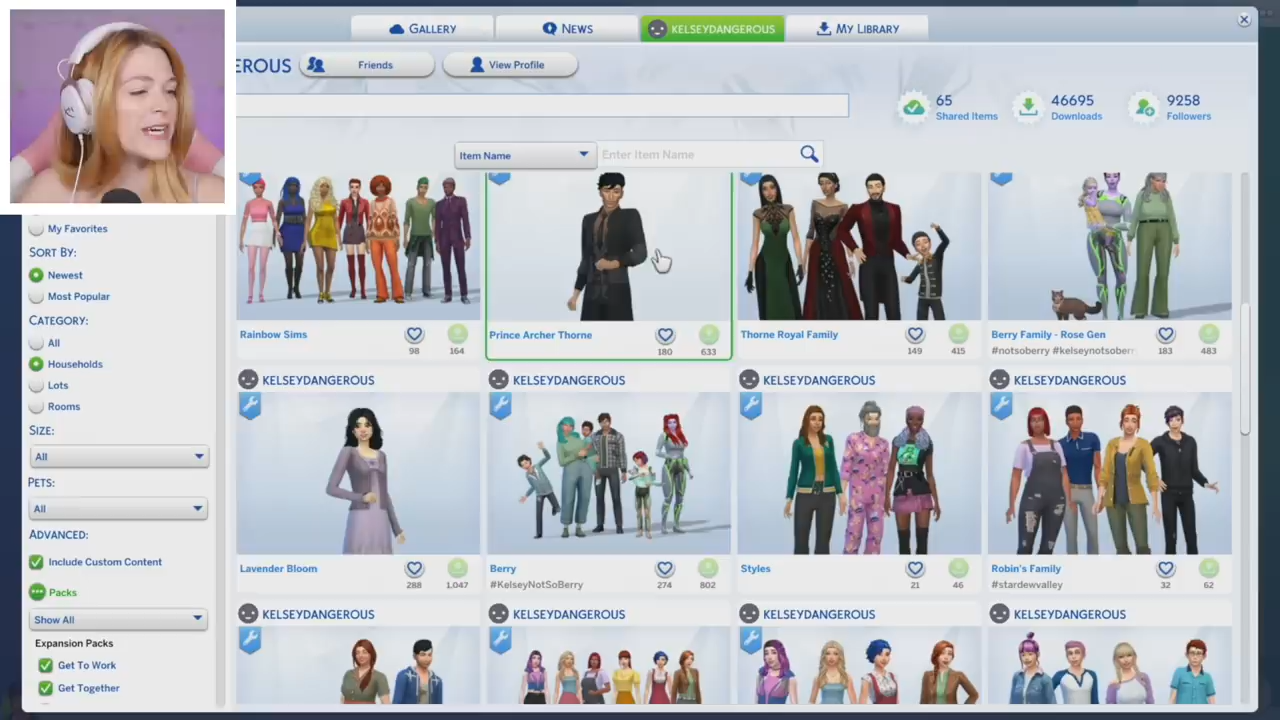 GALLERY
NEWS
KELSEYDANGEROUS
MY LIBRARY
EROUS
Friends
View Profile
65
Shared Items
46695
Downloads
9258
Followers
Item Name
Enter Item Name
My Favorites
SORT BY:
Newest
Most Popular
CATEGORY:
All
Households
Lots
Rooms
SIZE:
All
PETS:
All
ADVANCED:
Include Custom Content
Packs
Show All
Expansion Packs
Get To Work
Get Together
Rainbow Sims
98
164
Prince Archer Thorne
180
633
Thorne Royal Family
149
415
Berry Family - Rose Gen
#notsoberry #kelseynotsoberr
183
483
KELSEYDANGEROUS
KELSEYDANGEROUS
KELSEYDANGEROUS
KELSEYDANGEROUS
Lavender Bloom
288
1,047
Berry
#KelseyNotSoBerry
274
802
Styles
21
46
Robin's Family
#stardewvalley
32
62
KELSEYDANGEROUS
KELSEYDANGEROUS
KELSEYDANGEROUS
KELSEYDANGEROUS